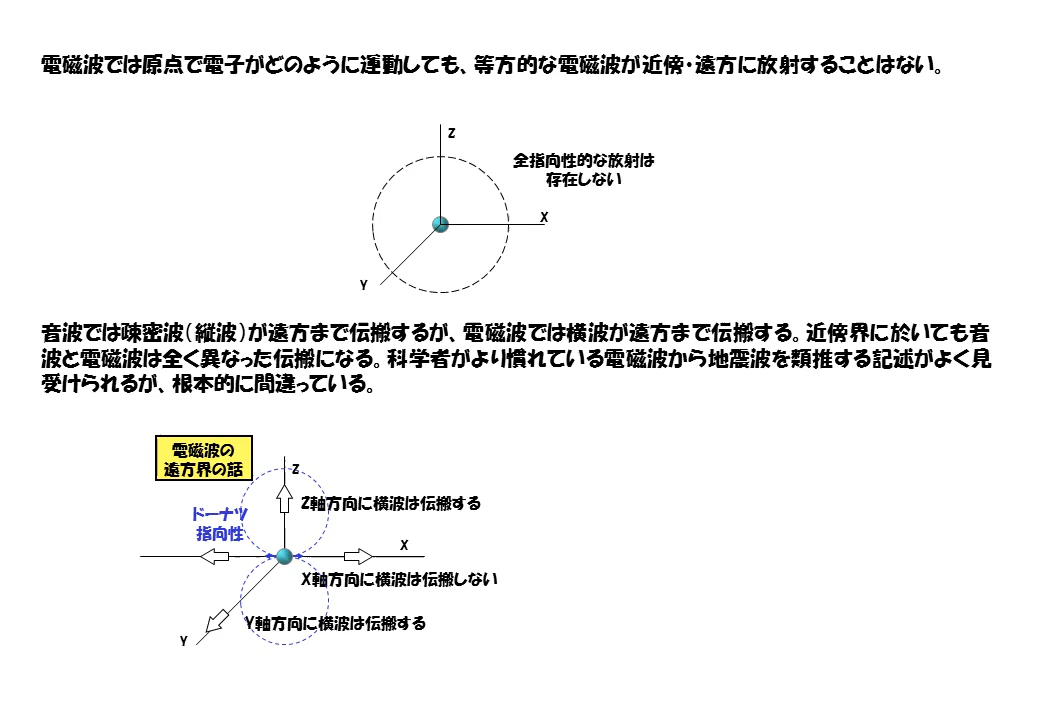 電磁波では原点で電子がどのように運動しても、等方的な電磁波が近傍・遠方に放射することはない。
Z
全指向性的な放射は
存在しない
X
Y
音波では疎密波（縦波）が遠方まで伝搬するが、電磁波では横波が遠方まで伝搬する。近傍界に於いても音
波と電磁波は全く異なった伝搬になる。科学者がより慣れている電磁波から地震波を類推する記述がよく見
受けられるが、根本的に間違っている。
電磁波の
遠方界の話
Z
Z軸方向に横波は伝搬する
ドーナツ
指向性
X
X軸方向に横波は伝搬しない
Y軸方向に横波は伝搬する
Y